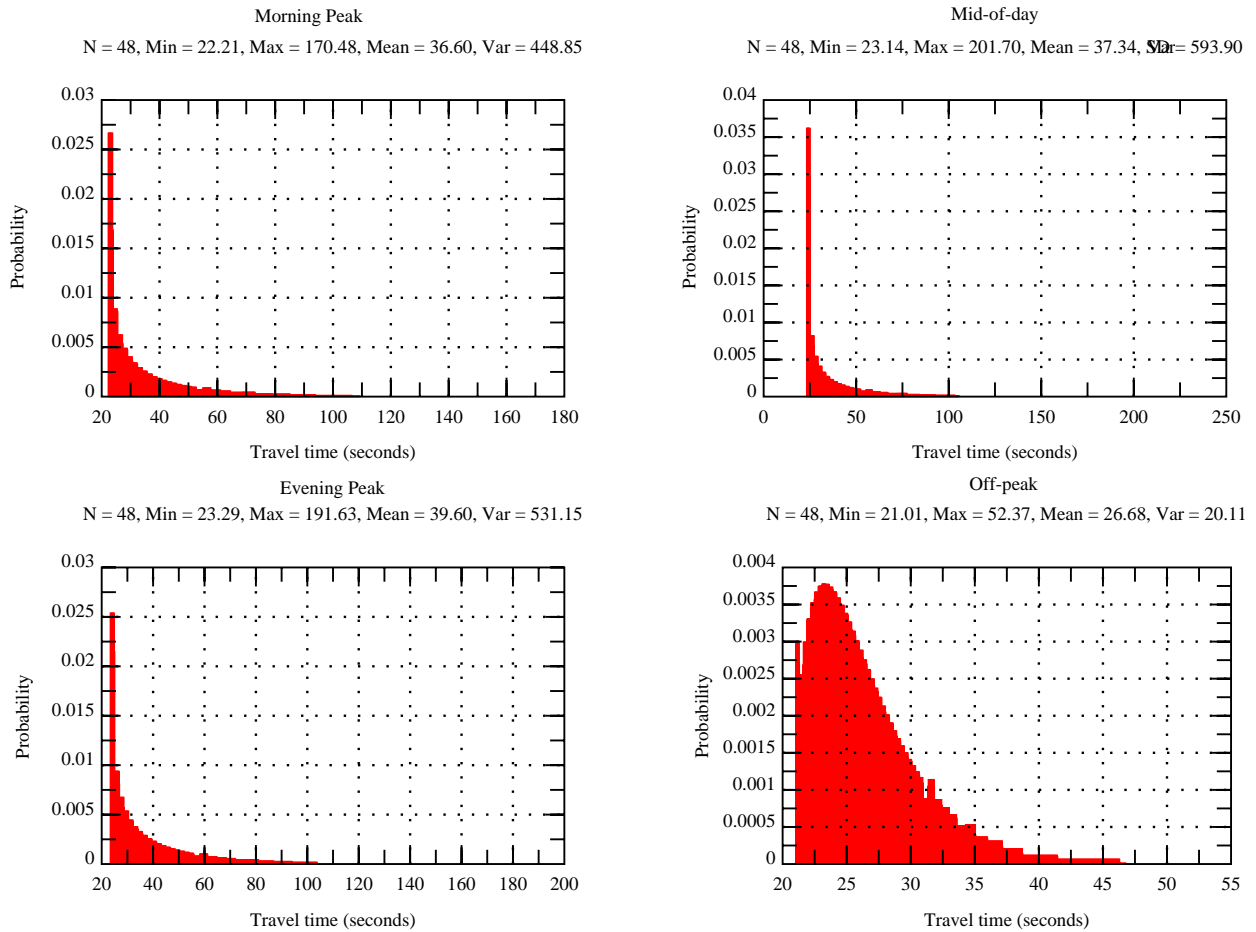 Morning Peak
N = 48, Min = 22.21, Max = 170.48, Mean = 36.60, Var = 448.85
0.03
0.025
0.02
0.015
0.01
0.005
0
Probability
20 40 60 80 100 120 140 160 180
Travel time (seconds)
Mid-of-day
N = 48, Min = 23.14, Max = 201.70, Mean = 37.34, Var = 593.90
0.04
0.035
0.03
0.025
0.02
0.015
0.01
0.005
0
Probability
0 50 100 150 200 250
Travel time (seconds)
Evening Peak
N = 48, Min = 23.29, Max = 191.63, Mean = 39.60, Var = 531.15
0.03
0.025
0.02
0.015
0.01
0.005
0
Probability
20 40 60 80 100 120 140 160 180 200
Travel time (seconds)
Off-peak
N = 48, Min = 21.01, Max = 52.37, Mean = 26.68, Var = 20.11
0.004
0.0035
0.003
0.0025
0.002
0.0015
0.001
0.0005
0
Probability
20 25 30 35 40 45 50 55
Travel time (seconds)